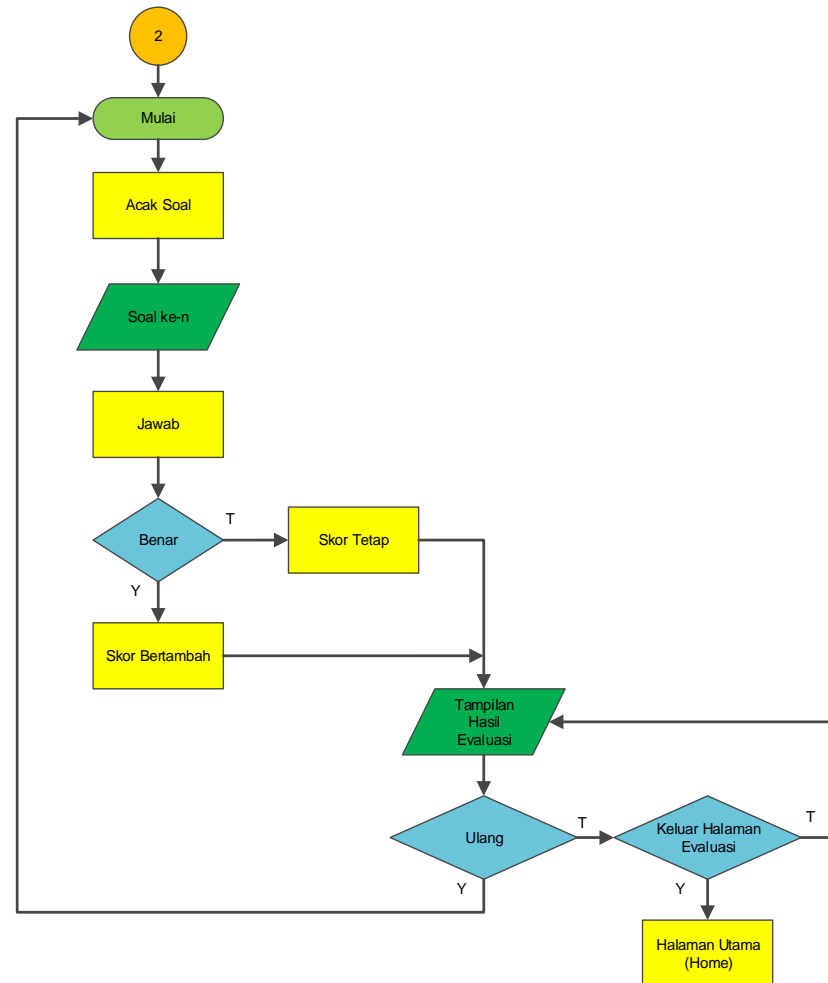 2
Mulai
Acak Soal
Soal ke-n
Jawab
Benar
T
Skor Tetap
Y
Skor Bertambah
Tampilan
Hasil
Evaluasi
Ulang
T
Keluar Halaman
Evaluasi
T
Y
Y
Halaman Utama
(Home)